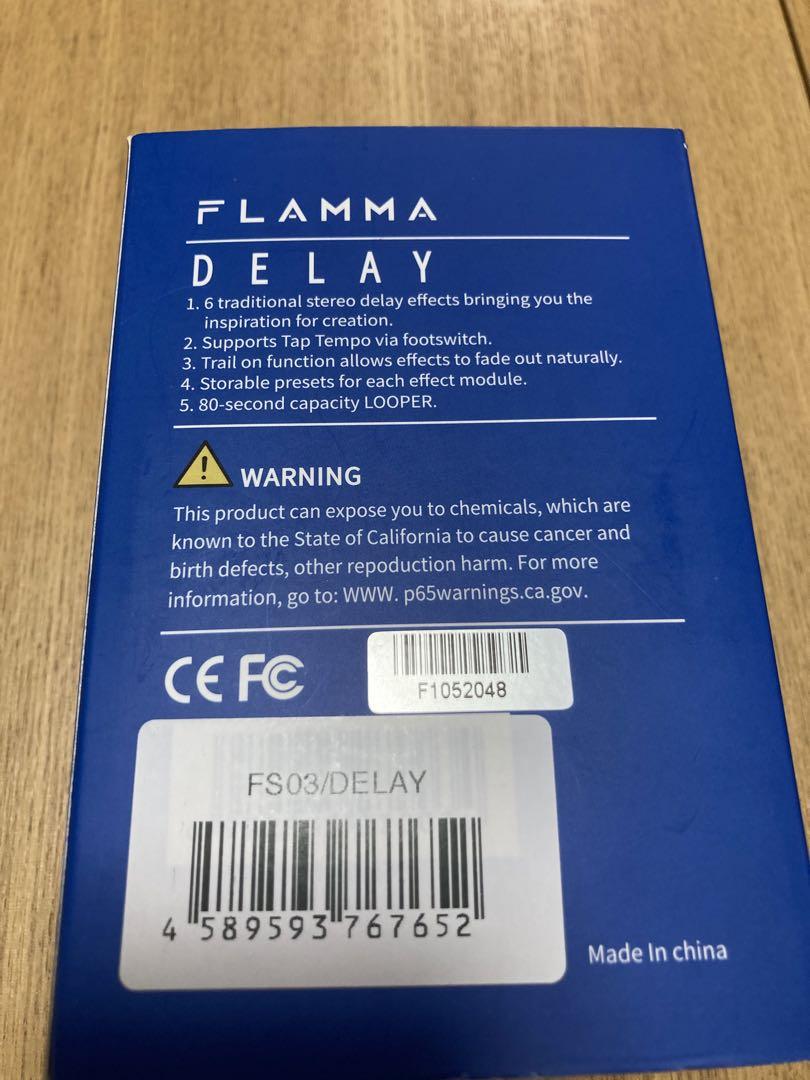 FLAMMA
DELAY
1. 6 traditional stereo delay effects bringing you the
inspiration for creation.
2. Supports Tap Tempo via footswitch.
3. Trail on function allows effects to fade out naturally.
4. Storable presets for each effect module.
5. 80-second capacity LOOPER.
WARNING
This product can expose you to chemicals, which are
known to the State of California to cause cancer and
birth defects, other repoduction harm. For more
information, go to: WWW. p65warnings.ca.gov.
CE FC
F1052048
FS03/DELAY
4 589593 767652
Made In china